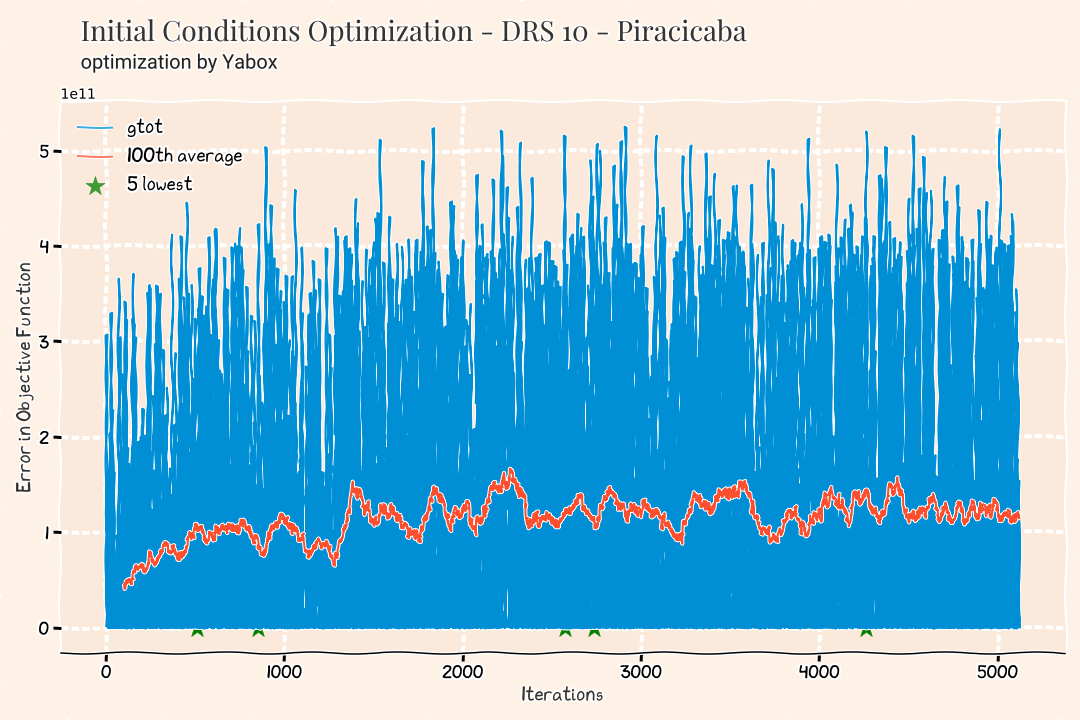 Initial Conditions Optimization - DRS 10 - Piracicaba
optimization by Yabox
1e11
gtot
100th average
5 lowest
5
4
3
2
1
0
Error in Objective Function
0 1000 2000 3000 4000 5000
Iterations